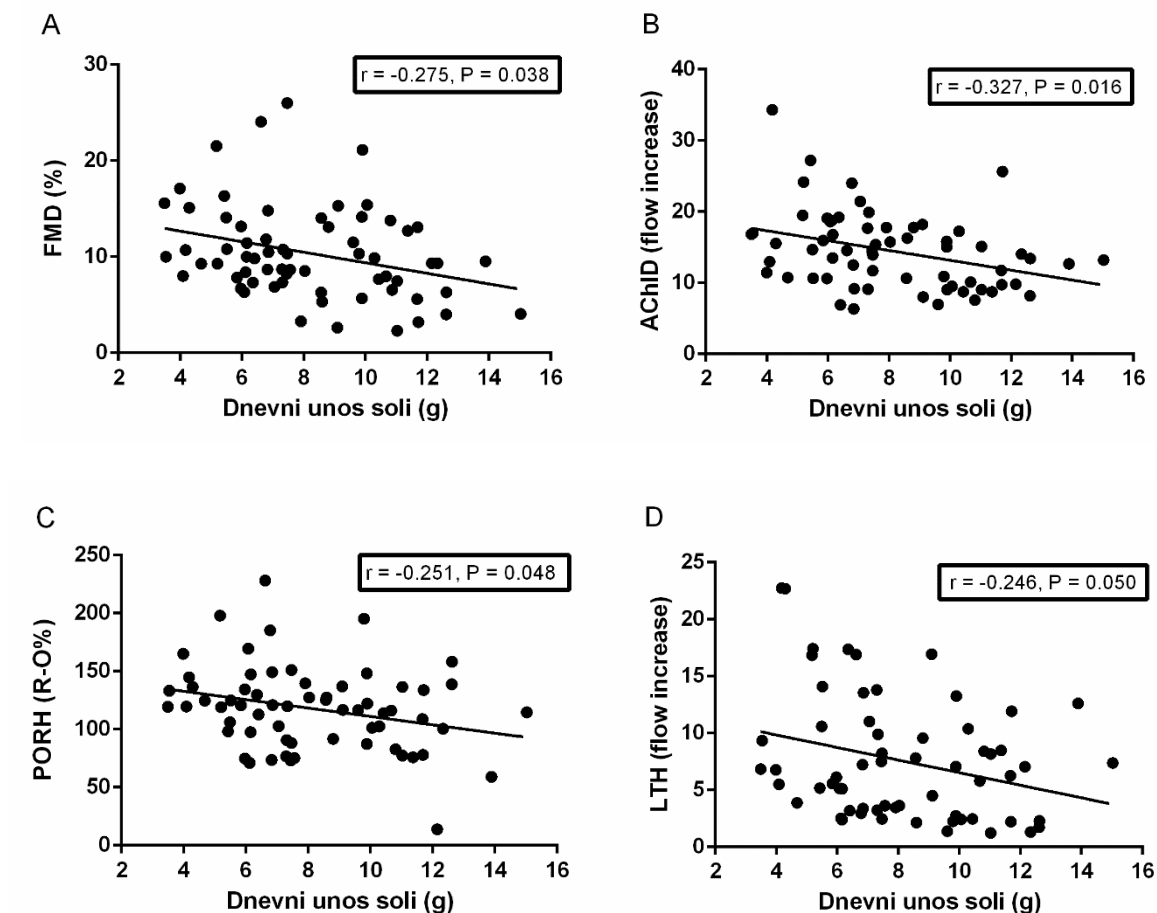 A
r = -0.275, P = 0.038
FMD (%)
30
20
10
0
2 4 6 8 10 12 14 16
Dnevni unos soli (g)
B
r = -0.327, P = 0.016
AChID (flow increase)
40
30
20
10
0
2 4 6 8 10 12 14 16
Dnevni unos soli (g)
C
r = -0.251, P = 0.048
PORH (R-O%)
250
200
150
100
50
0
2 4 6 8 10 12 14 16
Dnevni unos soli (g)
D
r = -0.246, P = 0.050
LTH (flow increase)
25
20
15
10
5
0
2 4 6 8 10 12 14 16
Dnevni unos soli (g)